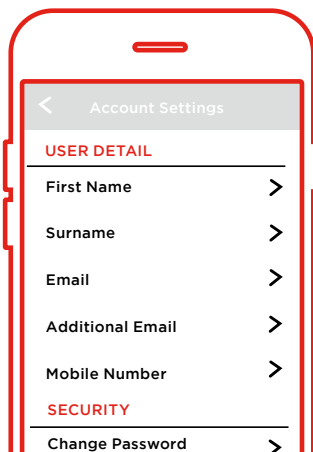 Account Settings
USER DETAIL
First Name
Surname
Email
Additional Email
Mobile Number
SECURITY
Change Password